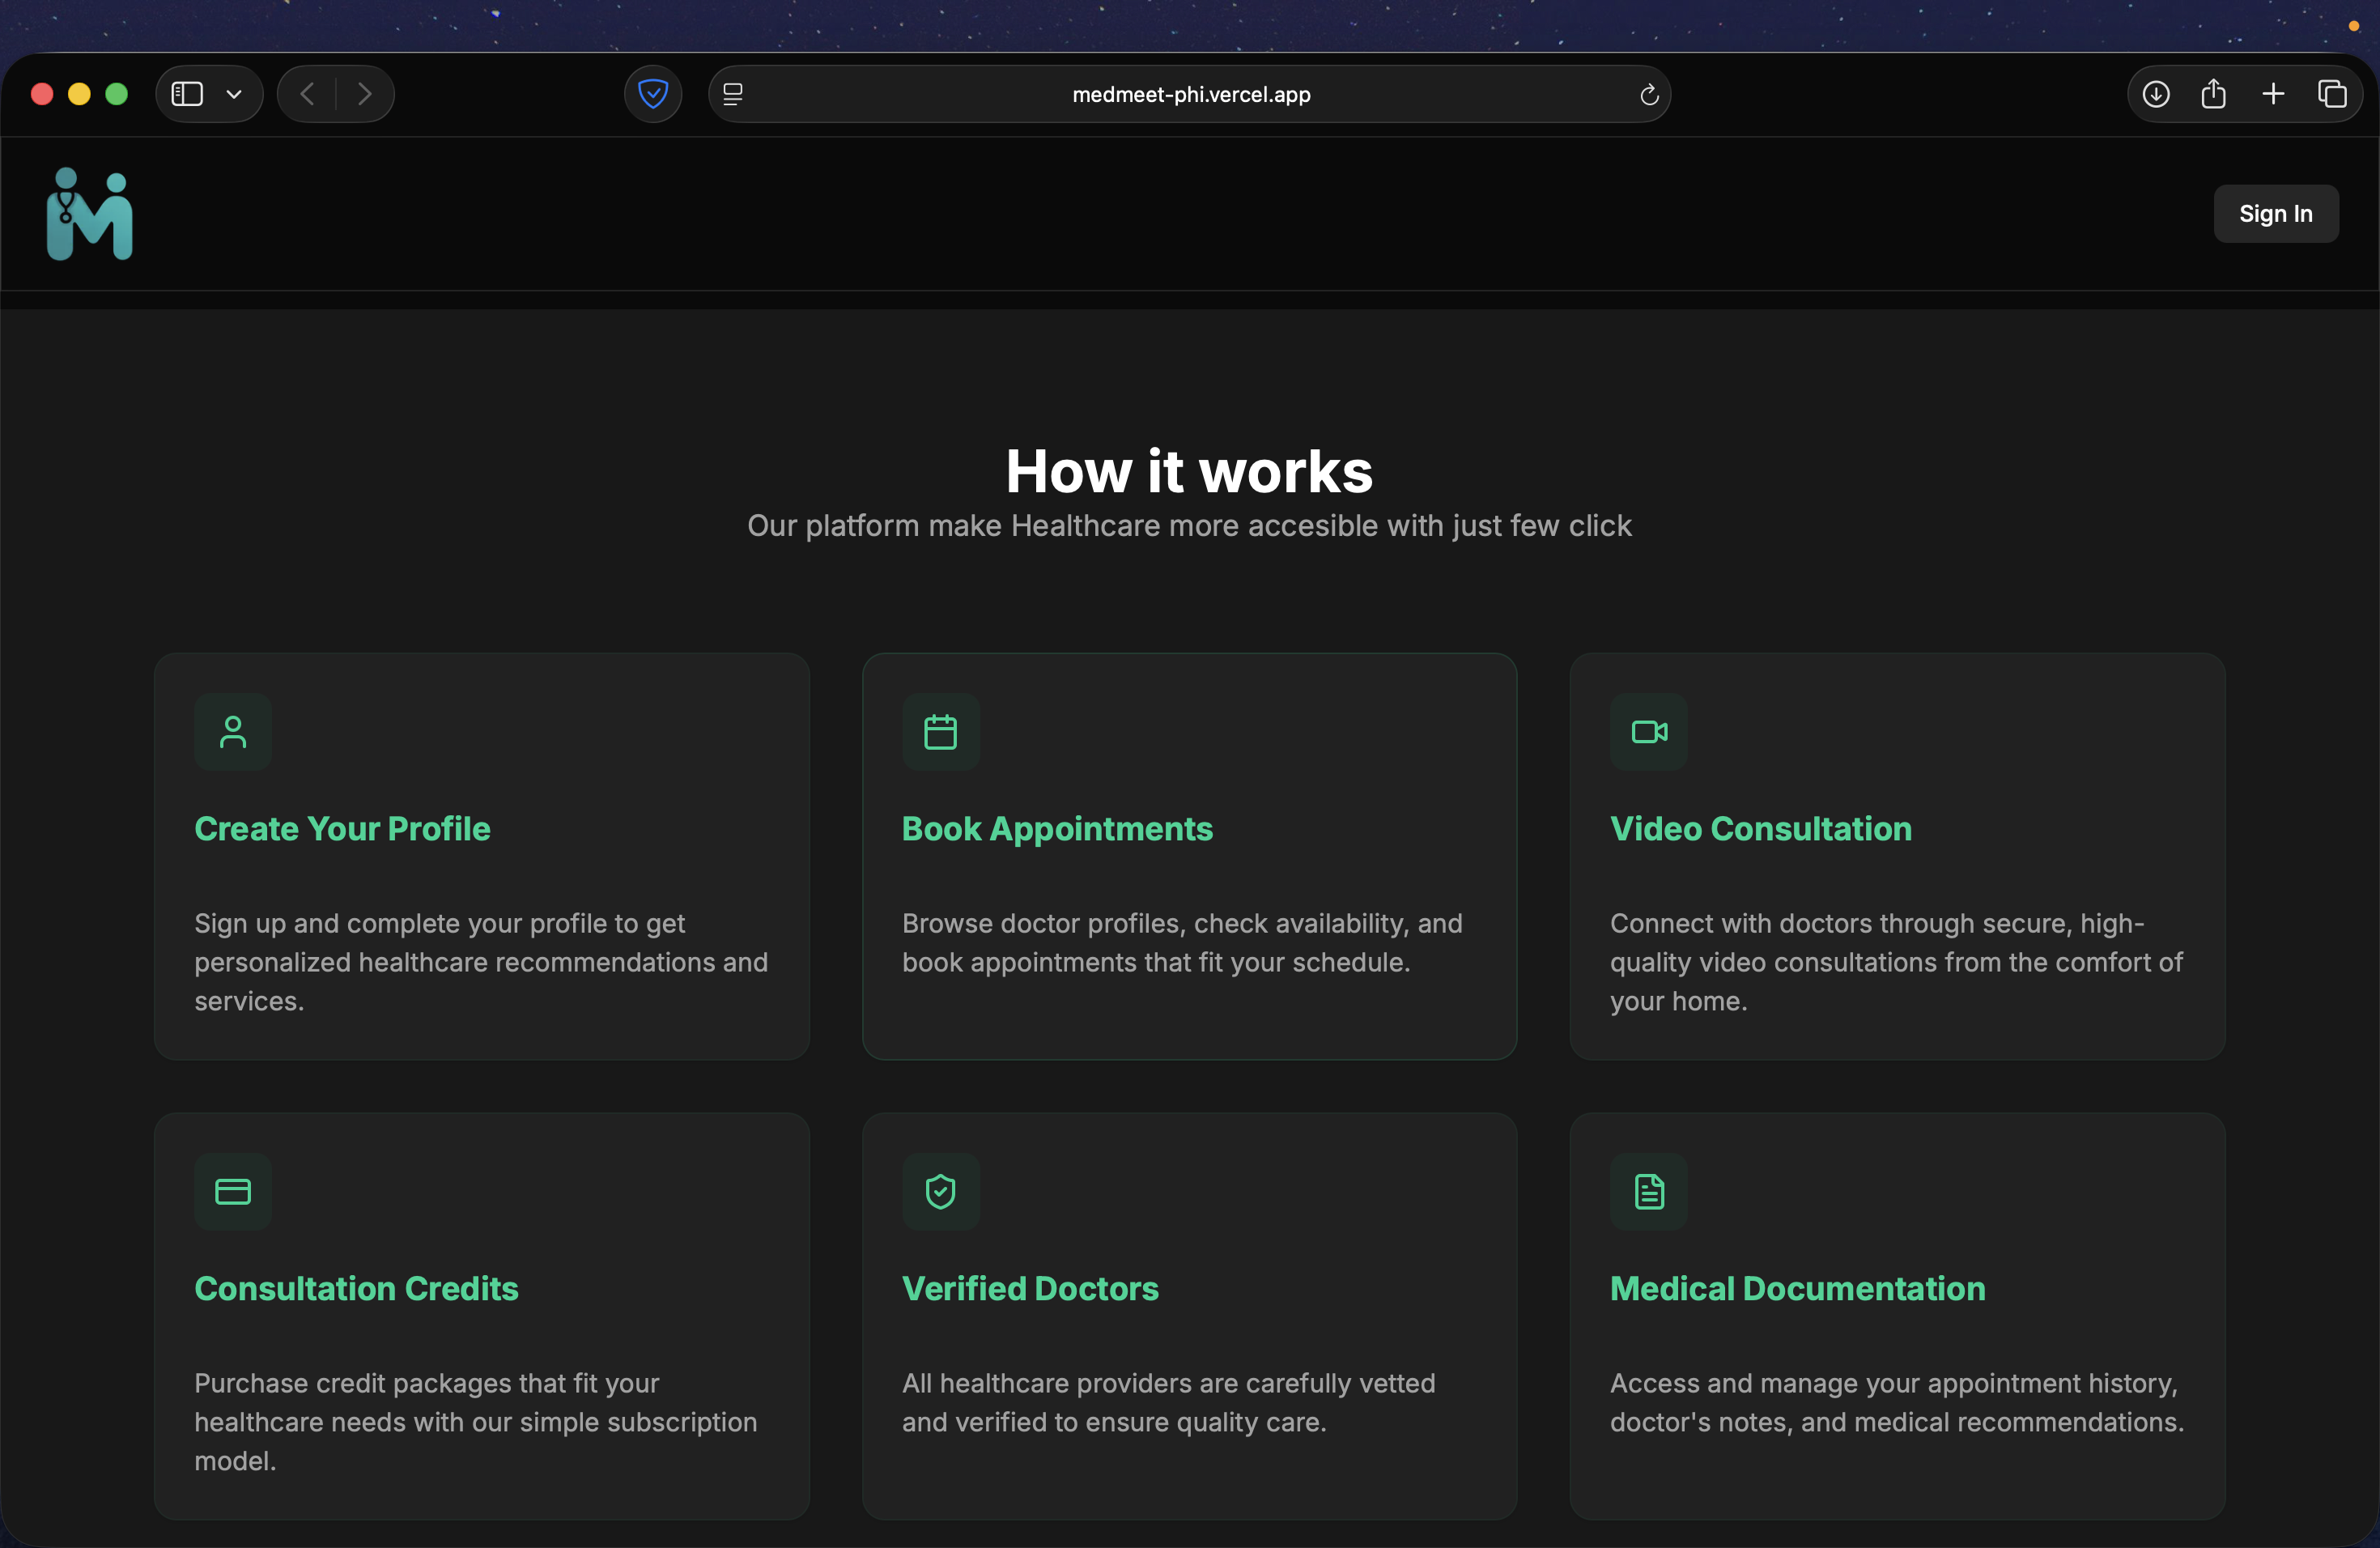 medmeet-phi.vercel.app
Sign In
How it works
Our platform make Healthcare more accesible with just few click
Create Your Profile
Sign up and complete your profile to get
personalized healthcare recommendations and
services.
Book Appointments
Browse doctor profiles, check availability, and
book appointments that fit your schedule.
Video Consultation
Connect with doctors through secure, high-
quality video consultations from the comfort of
your home.
Consultation Credits
Purchase credit packages that fit your
healthcare needs with our simple subscription
model.
Verified Doctors
All healthcare providers are carefully vetted
and verified to ensure quality care.
Medical Documentation
Access and manage your appointment history,
doctor's notes, and medical recommendations.